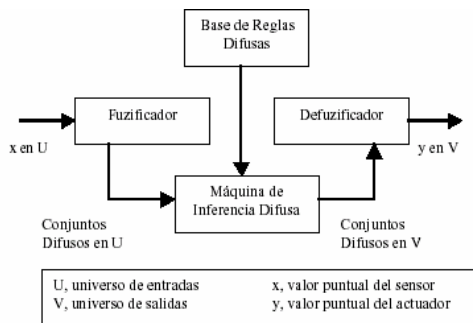 Base de Reglas
Difusas
Fuzificador
Defuzificador
x en U
y en V
Máquina de
Inferencia Difusa
Conjuntos
Difusos en U
Conjuntos
Difusos en V
U, universo de entradas
x, valor puntual del sensor
V, universo de salidas
y, valor puntual del actuador